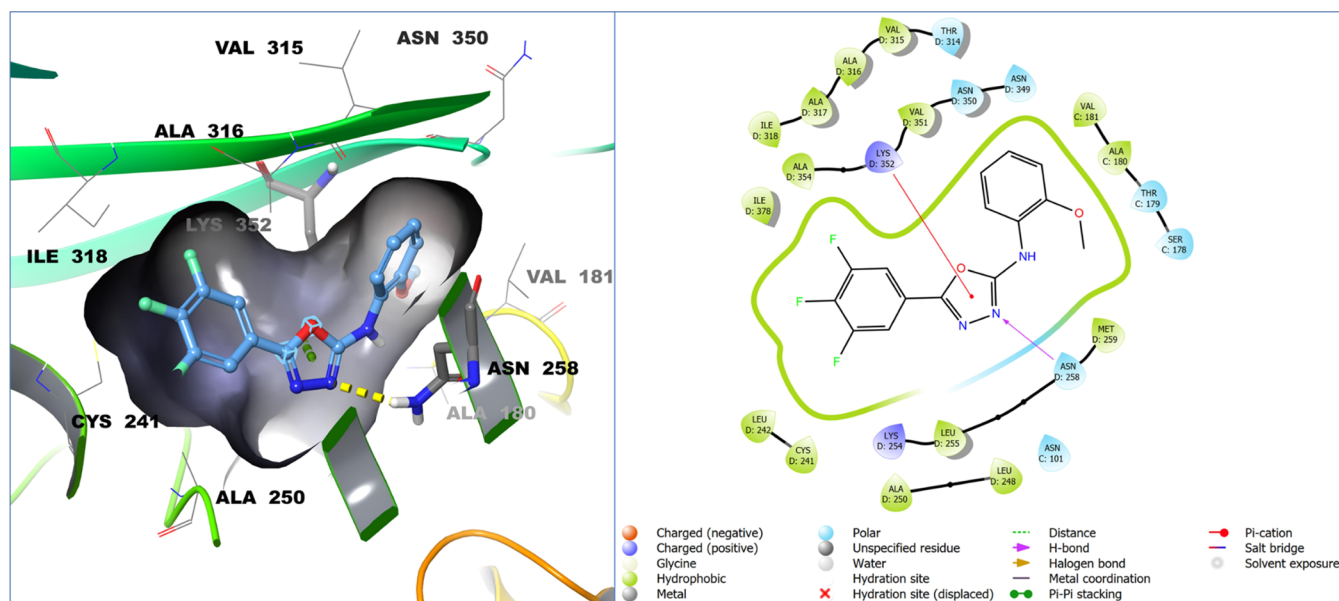 VAL 315
ASN 350
ALA 316
LYS 352
ILE 318
VAL 181
ASN 258
CYS 241
ALA 180
ALA 250
VAL
D: 315
THR
D: 314
ALA
D: 316
ALA
D: 317
ILE
D: 318
ASN
D: 349
ASN
D: 350
VAL
D: 351
LYS
D: 352
ALA
D: 354
ILE
D: 378
VAL
C: 181
ALA
C: 180
THR
C: 179
SER
C: 178
O
NH
O
N
N
F
F
F
MET
D: 259
ASN
D: 258
LEU
D: 242
CYS
D: 241
LYS
D: 254
LEU
D: 255
ASN
C: 101
ALA
D: 250
LEU
D: 248
Charged (negative)
Charged (positive)
Glycine
Hydrophobic
Metal
Polar
Unspecified residue
Water
Hydration site
Hydration site (displaced)
Distance
H-bond
Halogen bond
Metal coordination
Pi-Pi stacking
Pi-cation
Salt bridge
Solvent exposure